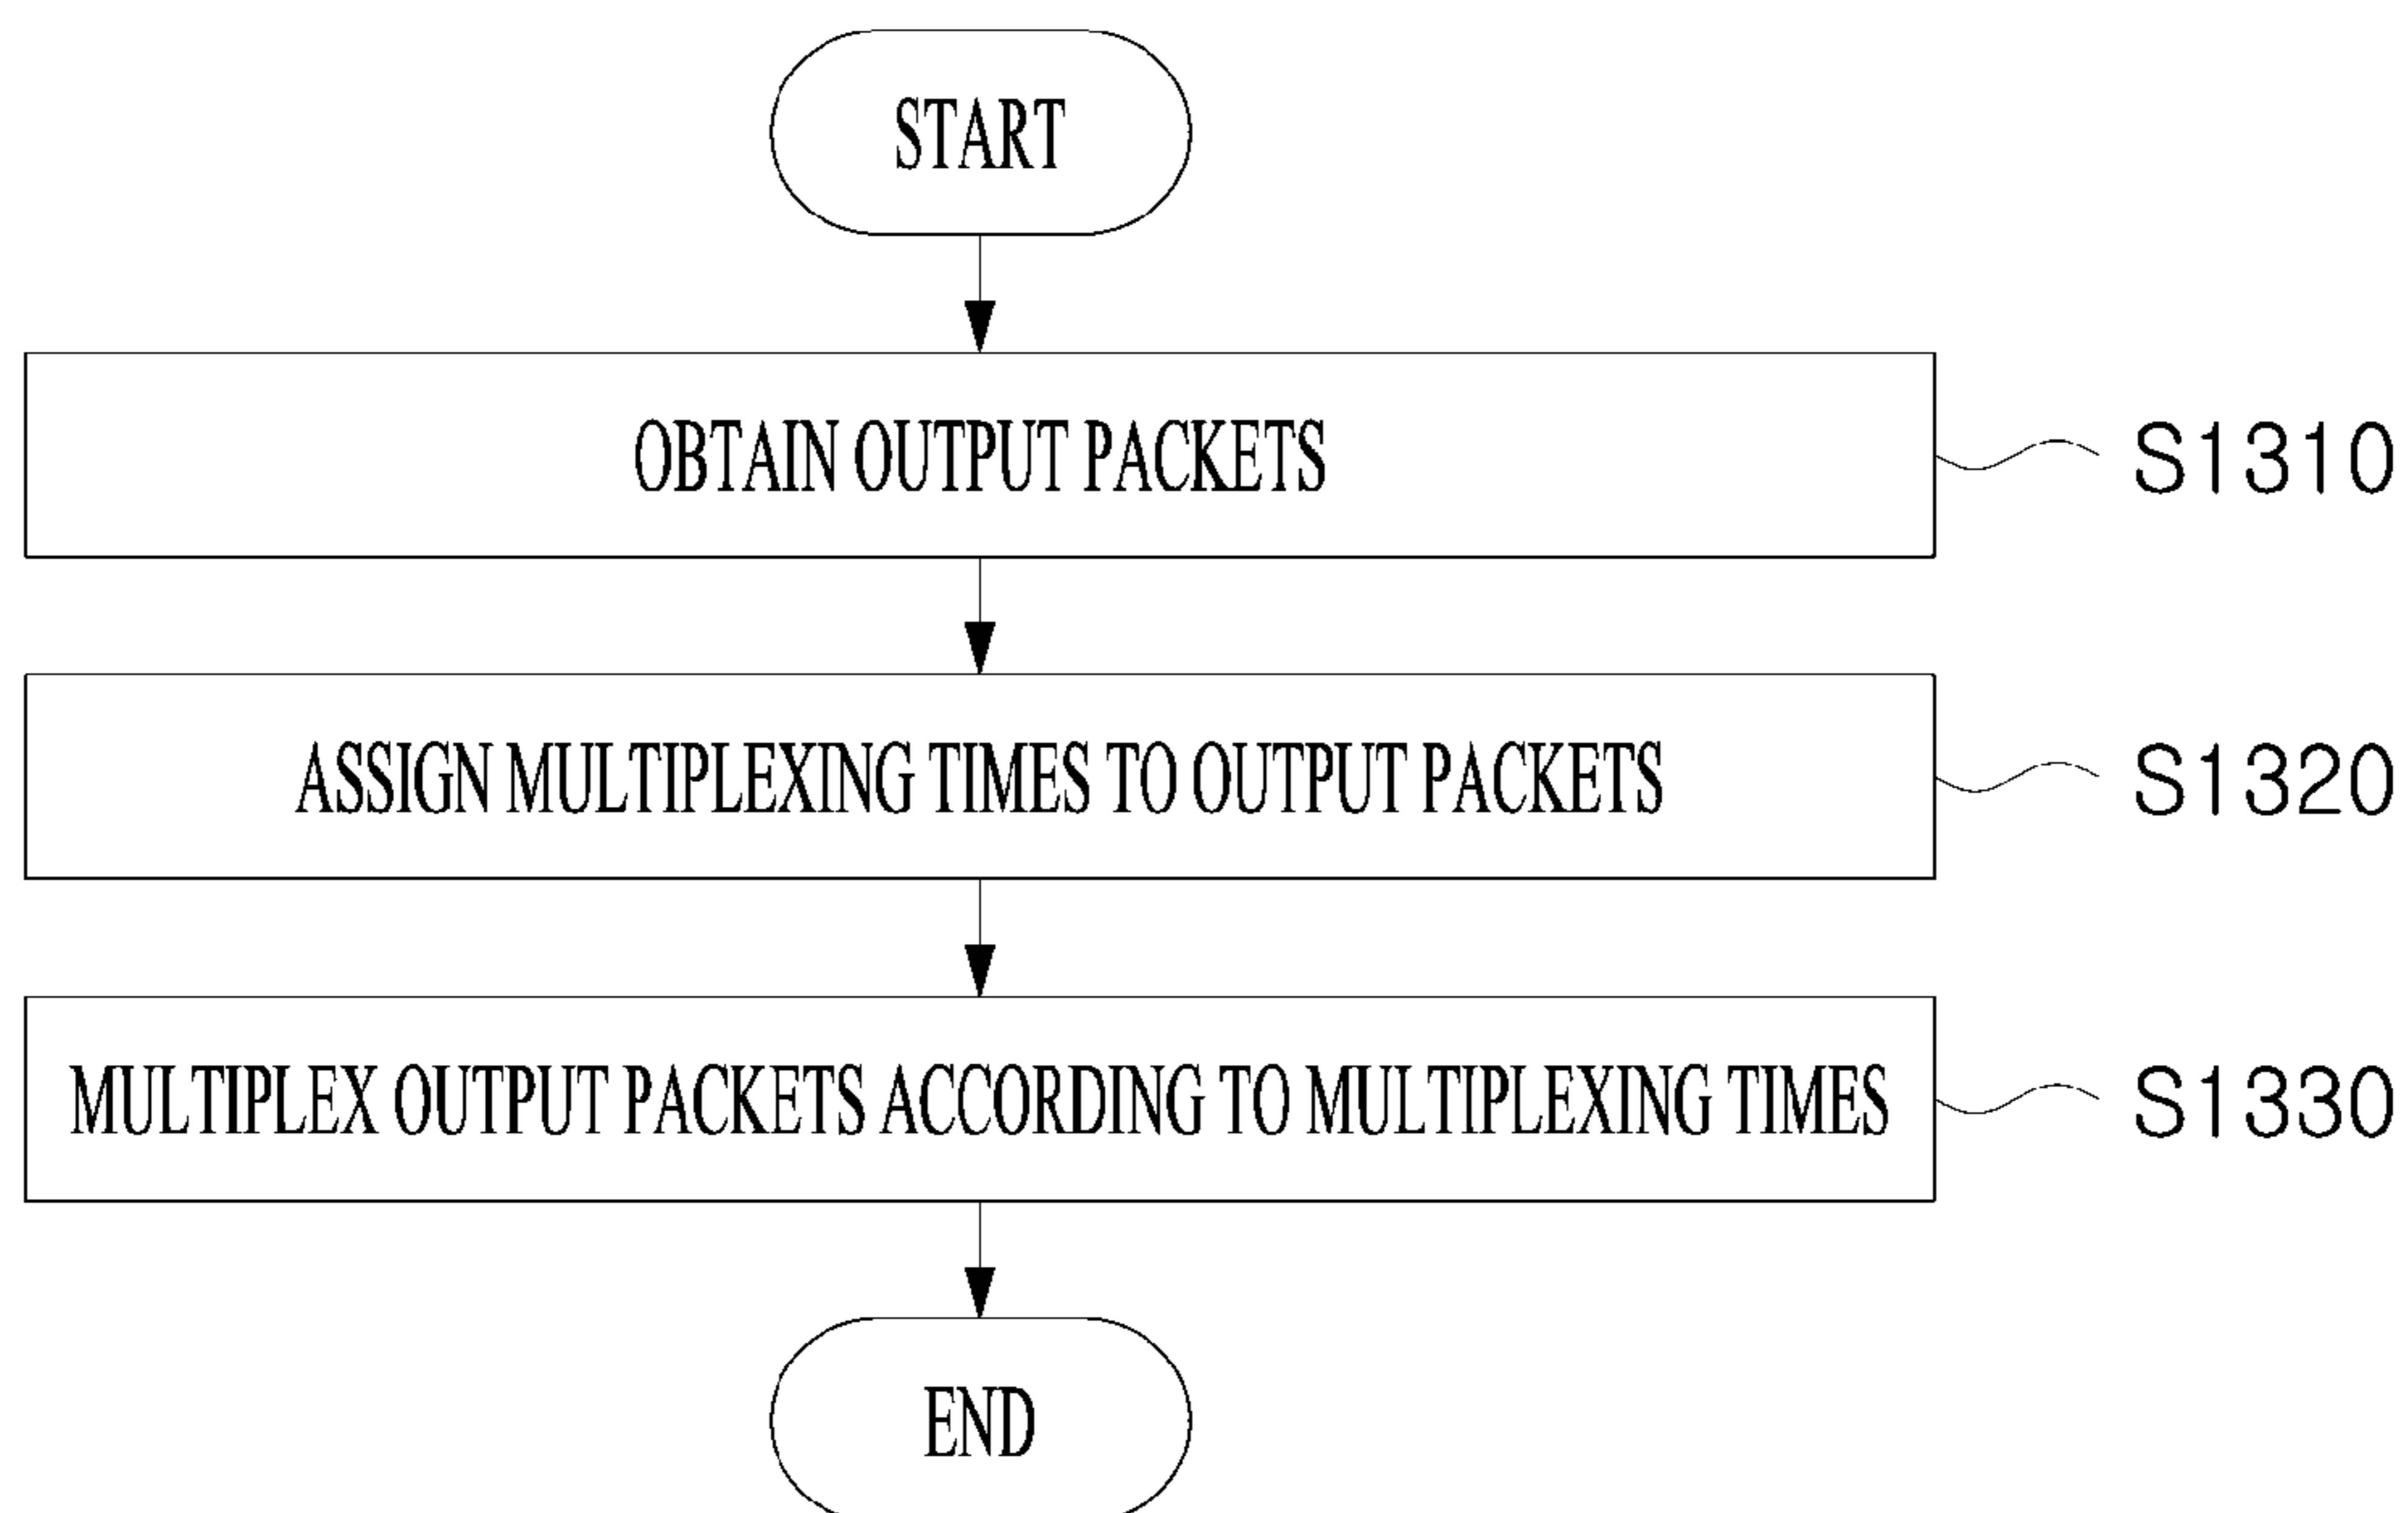 START
OBTAIN OUTPUT PACKETS
S1310
ASSIGN MULTIPLEXING TIMES TO OUTPUT PACKETS
S1320
MULTIPLEX OUTPUT PACKETS ACCORDING TO MULTIPLEXING TIMES
S1330
END